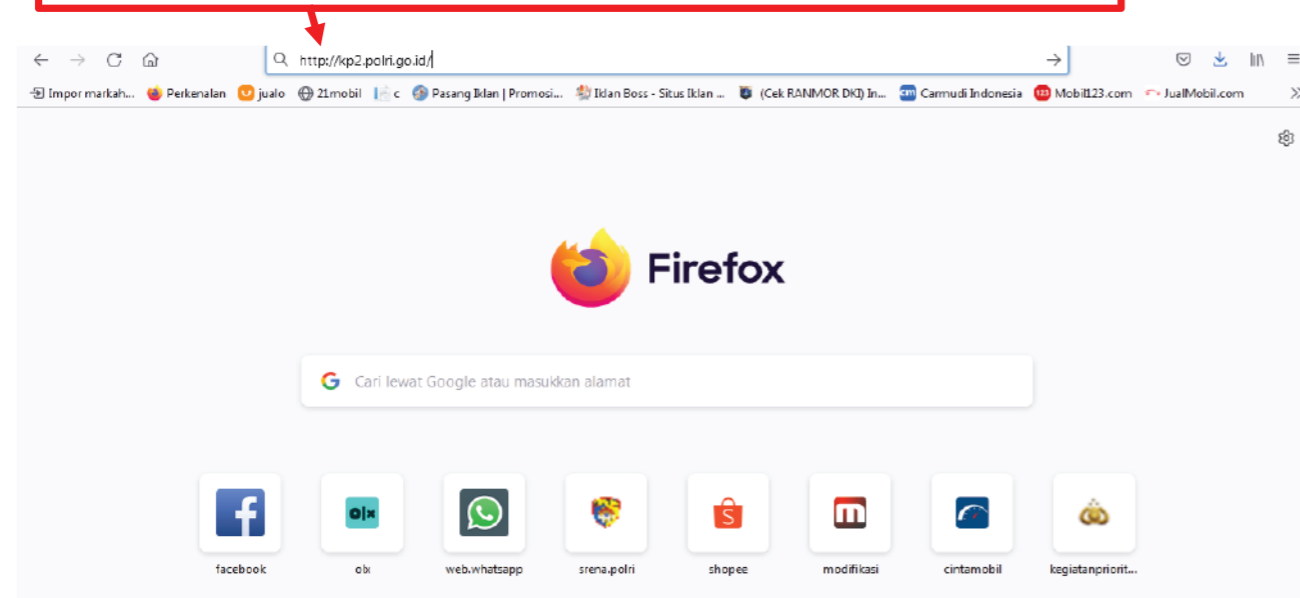 http://kp2.polri.go.id/
Impor markah... Perkenalan jualo 21mobil c Pasang Iklan | Promosi... Iklan Boss - Situs Iklan ... (Cek RANMOR DKI) In... Carmudi Indonesia Mobil123.com JualMobil.com
Firefox
Cari lewat Google atau masukkan alamat
facebook olx web.whatsapp srena.polri shopee modifikasi cintamobil kegiatanpriorit...